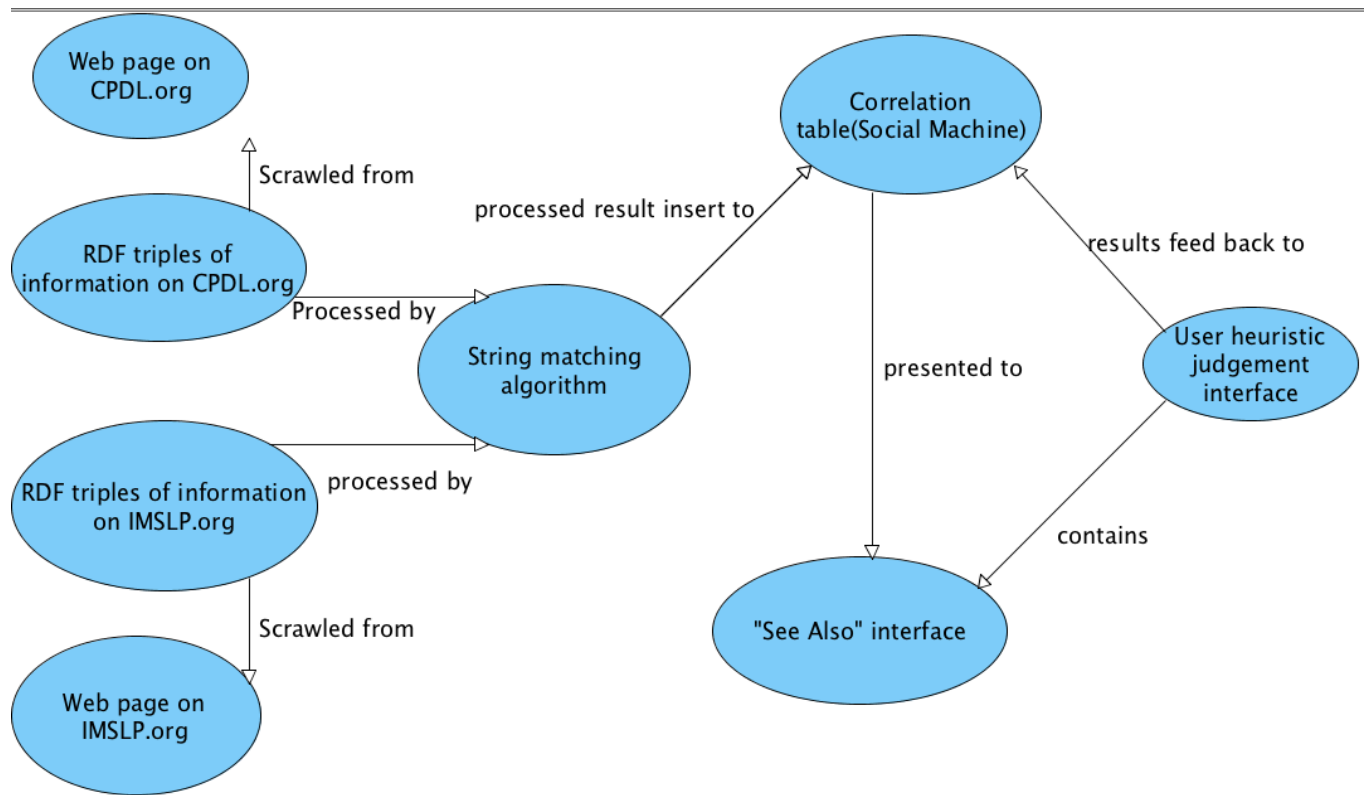 Web page on
CPDL.org
Scrawled from
RDF triples of
information on CPDL.org
Processed by
String matching
algorithm
processed result insert to
Correlation
table(Social Machine)
results feed back to
User heuristic
judgement
interface
presented to
contains
"See Also" interface
processed by
RDF triples of information
on IMSLP.org
Scrawled from
Web page on
IMSLP.org